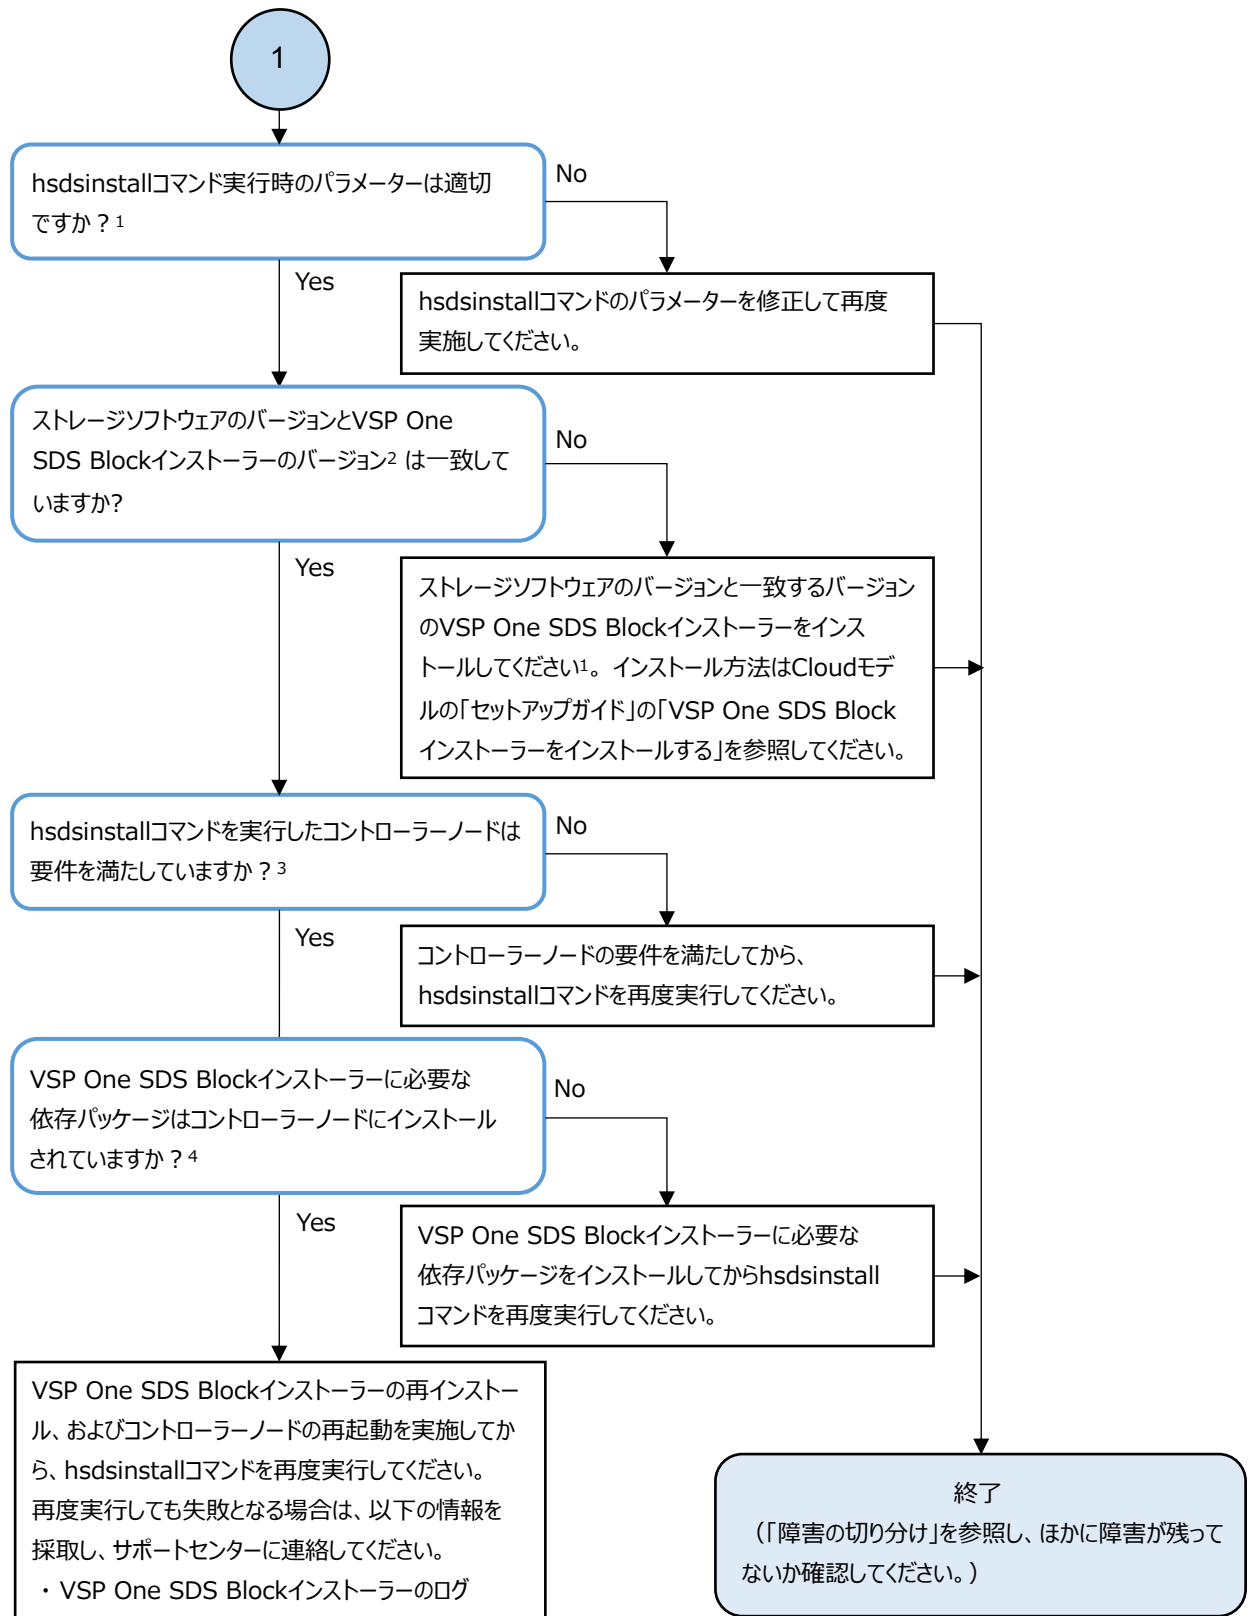 1
hsdsinstallコマンド実行時のパラメーターは適切
ですか？1
No
Yes
hsdsinstallコマンドのパラメーターを修正して再度
実施してください。
ストレージソフトウェアのバージョンとVSP One
SDS Blockインストーラーのバージョン2 は一致して
いますか?
No
Yes
ストレージソフトウェアのバージョンと一致するバージョン
のVSP One SDS Blockインストーラーをインス
トールしてください1。インストール方法はCloudモデ
ルの「セットアップガイド」の「VSP One SDS Block
インストーラーをインストールする」を参照してください。
hsdsinstallコマンドを実行したコントローラーノードは
要件を満たしていますか？3
No
Yes
コントローラーノードの要件を満たしてから、
hsdsinstallコマンドを再度実行してください。
VSP One SDS Blockインストーラーに必要な
依存パッケージはコントローラーノードにインストール
されていますか？4
No
Yes
VSP One SDS Blockインストーラーに必要な
依存パッケージをインストールしてからhsdsinstall
コマンドを再度実行してください。
VSP One SDS Blockインストーラーの再インストー
ル、およびコントローラーノードの再起動を実施してか
ら、hsdsinstallコマンドを再度実行してください。
再度実行しても失敗となる場合は、以下の情報を
採取し、サポートセンターに連絡してください。
・VSP One SDS Blockインストーラーのログ
終了
（「障害の切り分け」を参照し、ほかに障害が残って
ないか確認してください。）